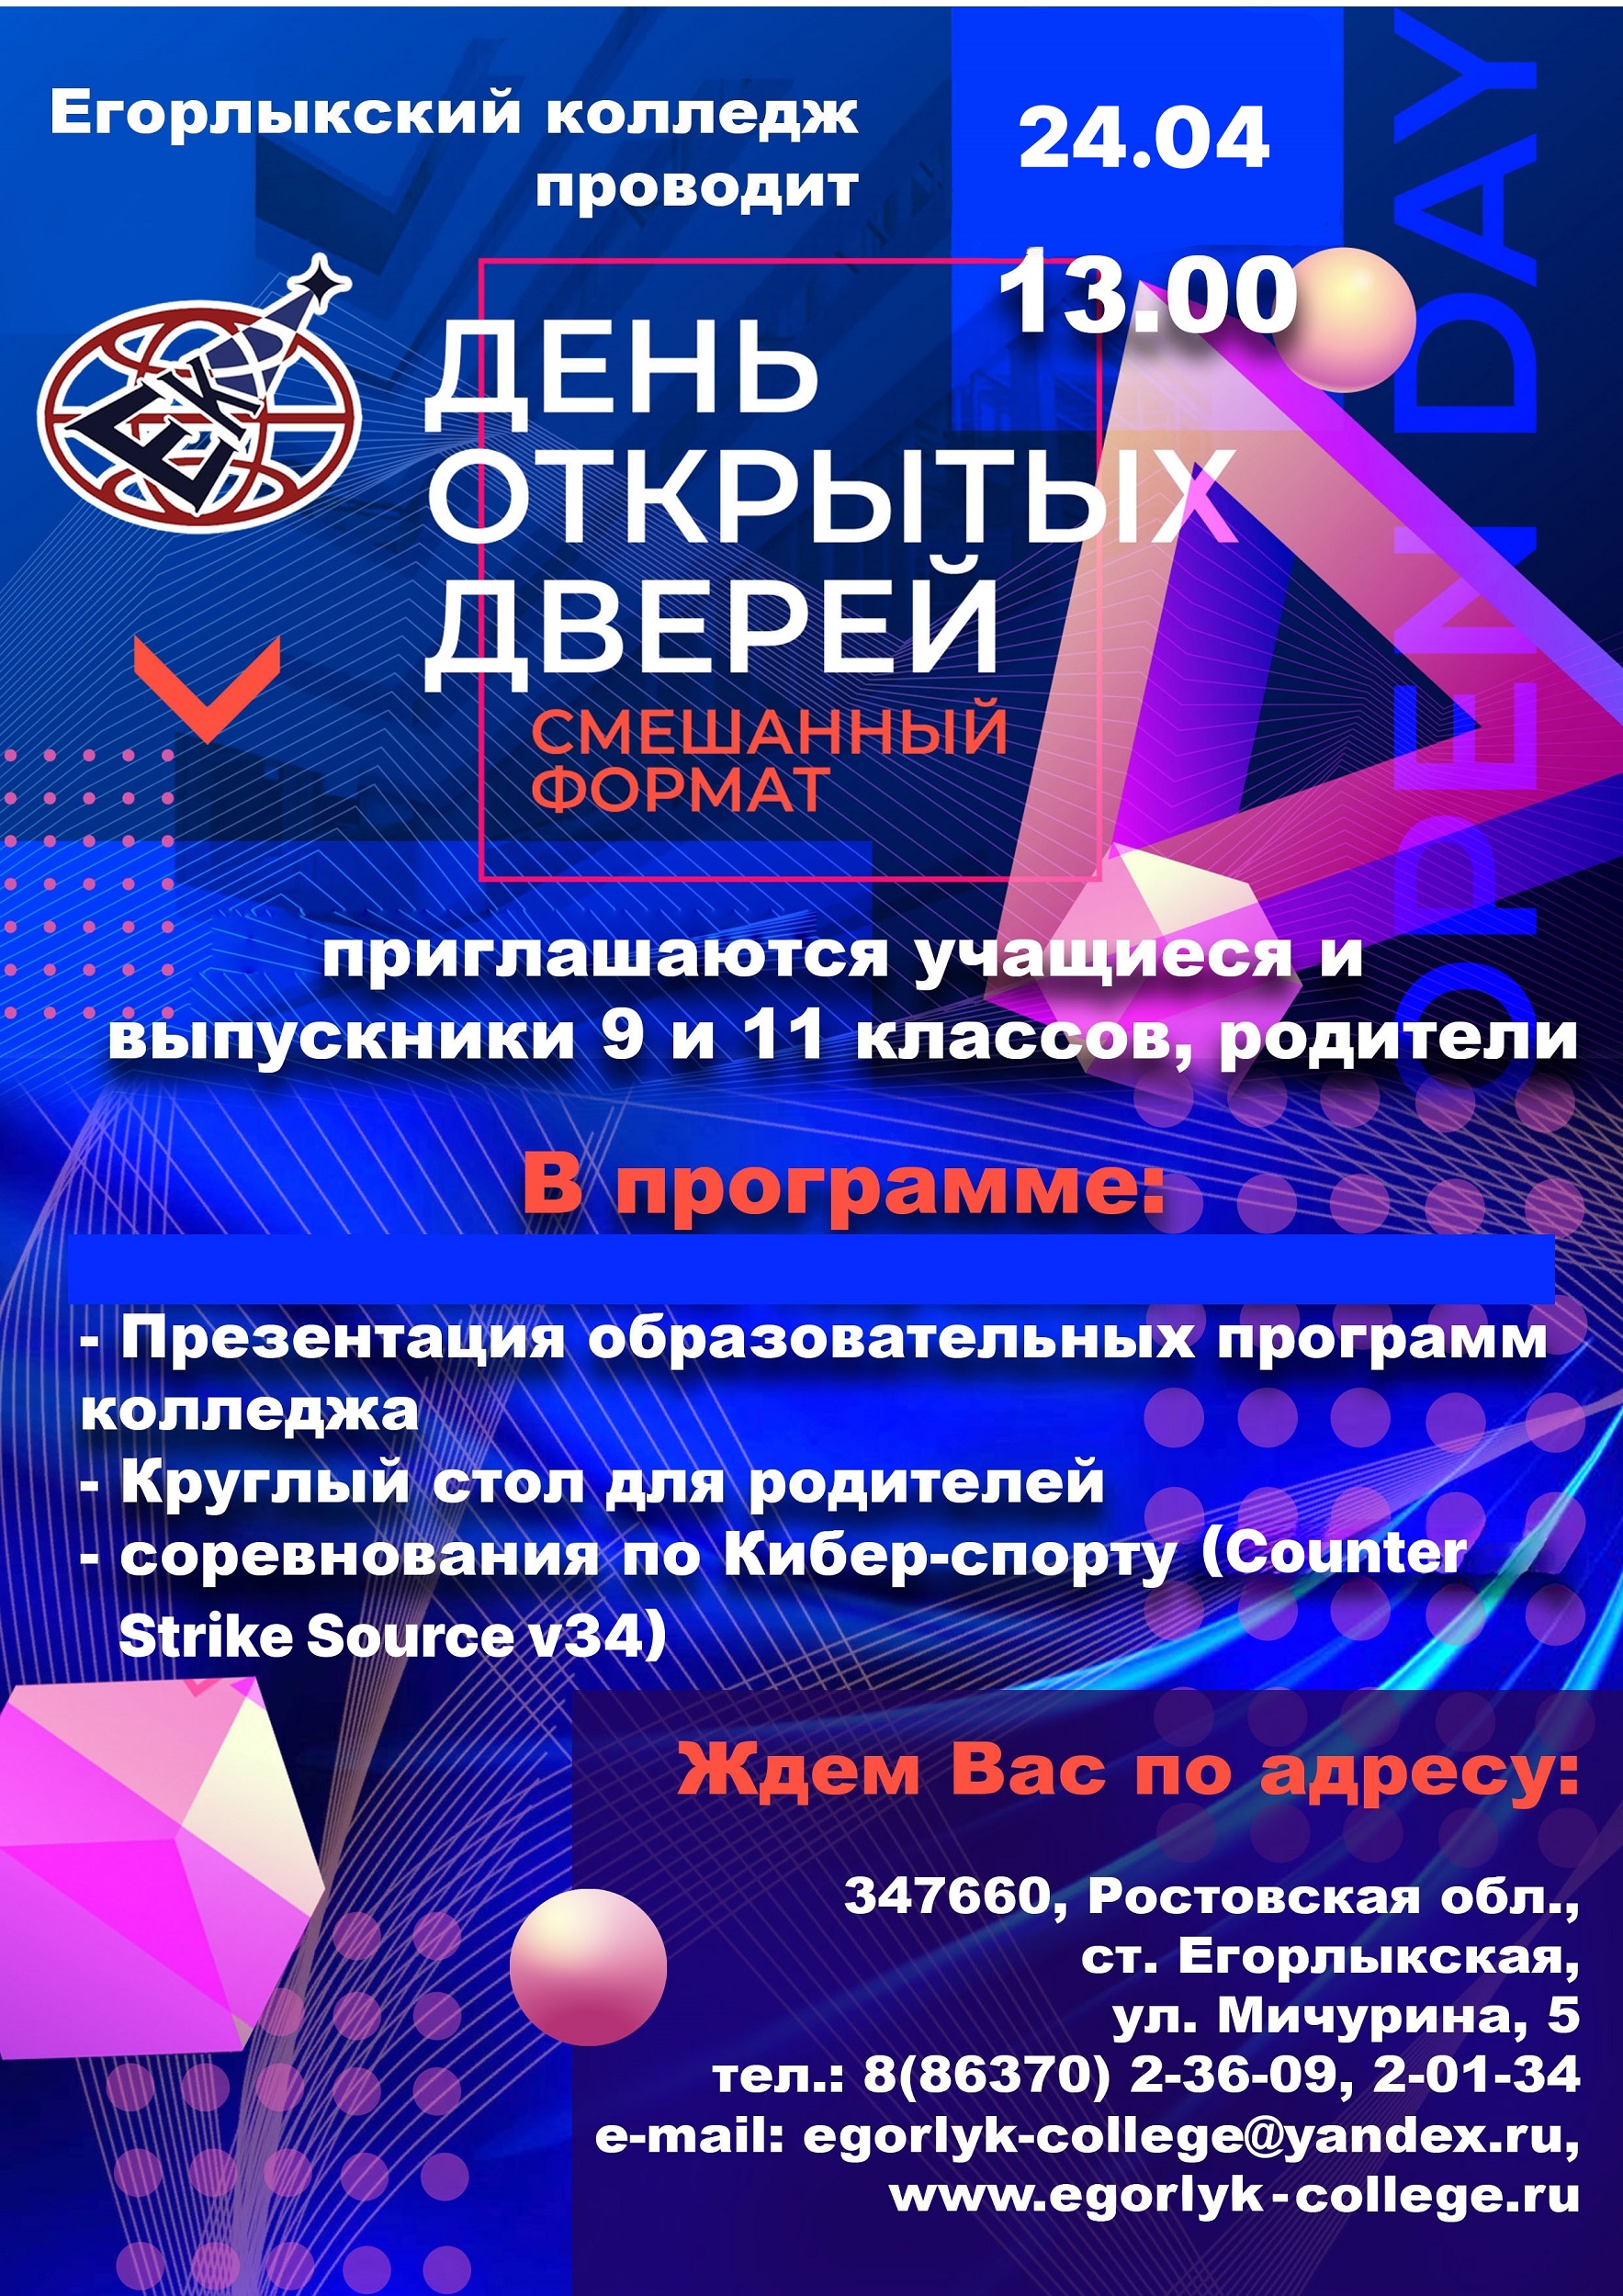 Егорлыкский колледж
проводит
24.04
13.00
ЕК
ДЕНЬ
ОТКРЫТЫХ
ДВЕРЕЙ
СМЕШАННЫЙ
ФОРМАТ
OPEN DAY
приглашаются учащиеся и
выпускники 9 и 11 классов, родители
В программе:
- Презентация образовательных программ
колледжа
- Круглый стол для родителей
- соревнования по Кибер-спорту (Counter
Strike Source v34)
Ждем Вас по адресу:
347660, Ростовская обл.,
ст. Егорлыкская,
ул. Мичурина, 5
тел.: 8(86370) 2-36-09, 2-01-34
e-mail: egorlyk-college@yandex.ru,
www.egorlyk-college.ru